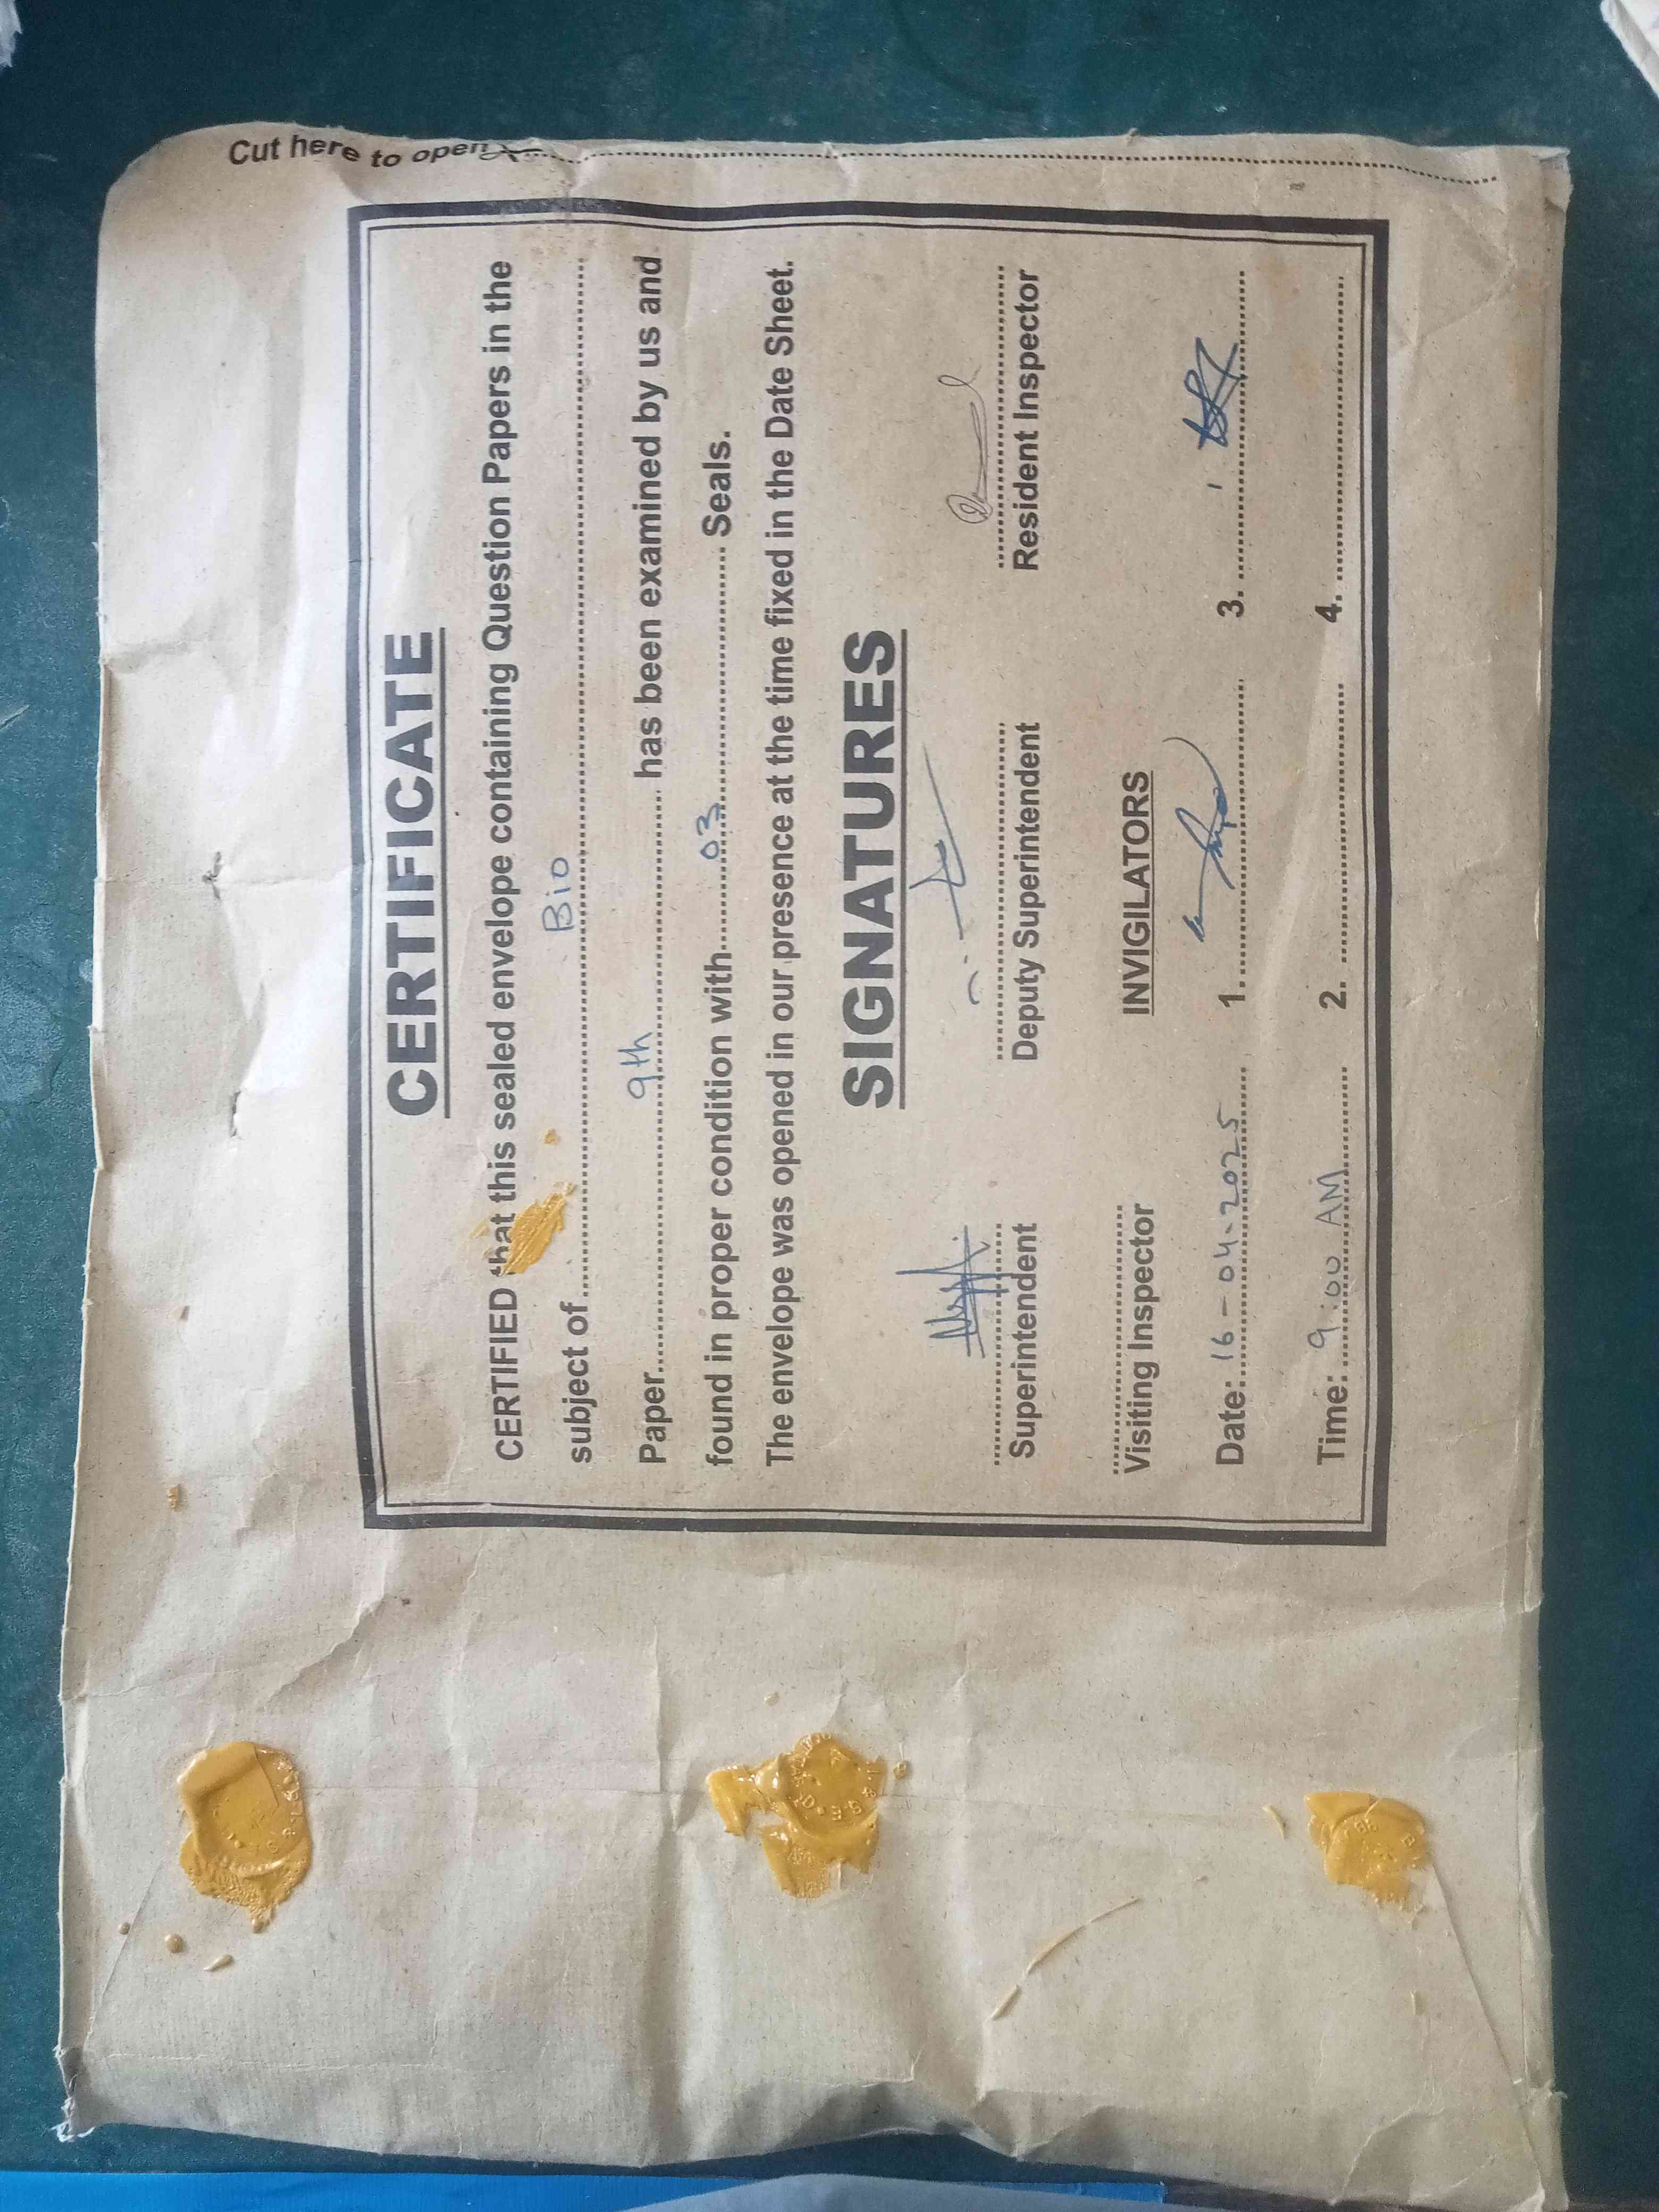 Cut here to open
CERTIFICATE
CERTIFIED that this sealed envelope containing Question Papers in the
subject of.............Bio.............
Paper.............9th............. has been examined by us and
found in proper condition with.............03............. Seals.
The envelope was opened in our presence at the time fixed in the Date Sheet.
SIGNATURES
Superintendent Deputy Superintendent Resident Inspector
Visiting Inspector INVIGILATORS
Date: 16-04-2025 1. 3.
Time: 9:00 AM 2. 4.